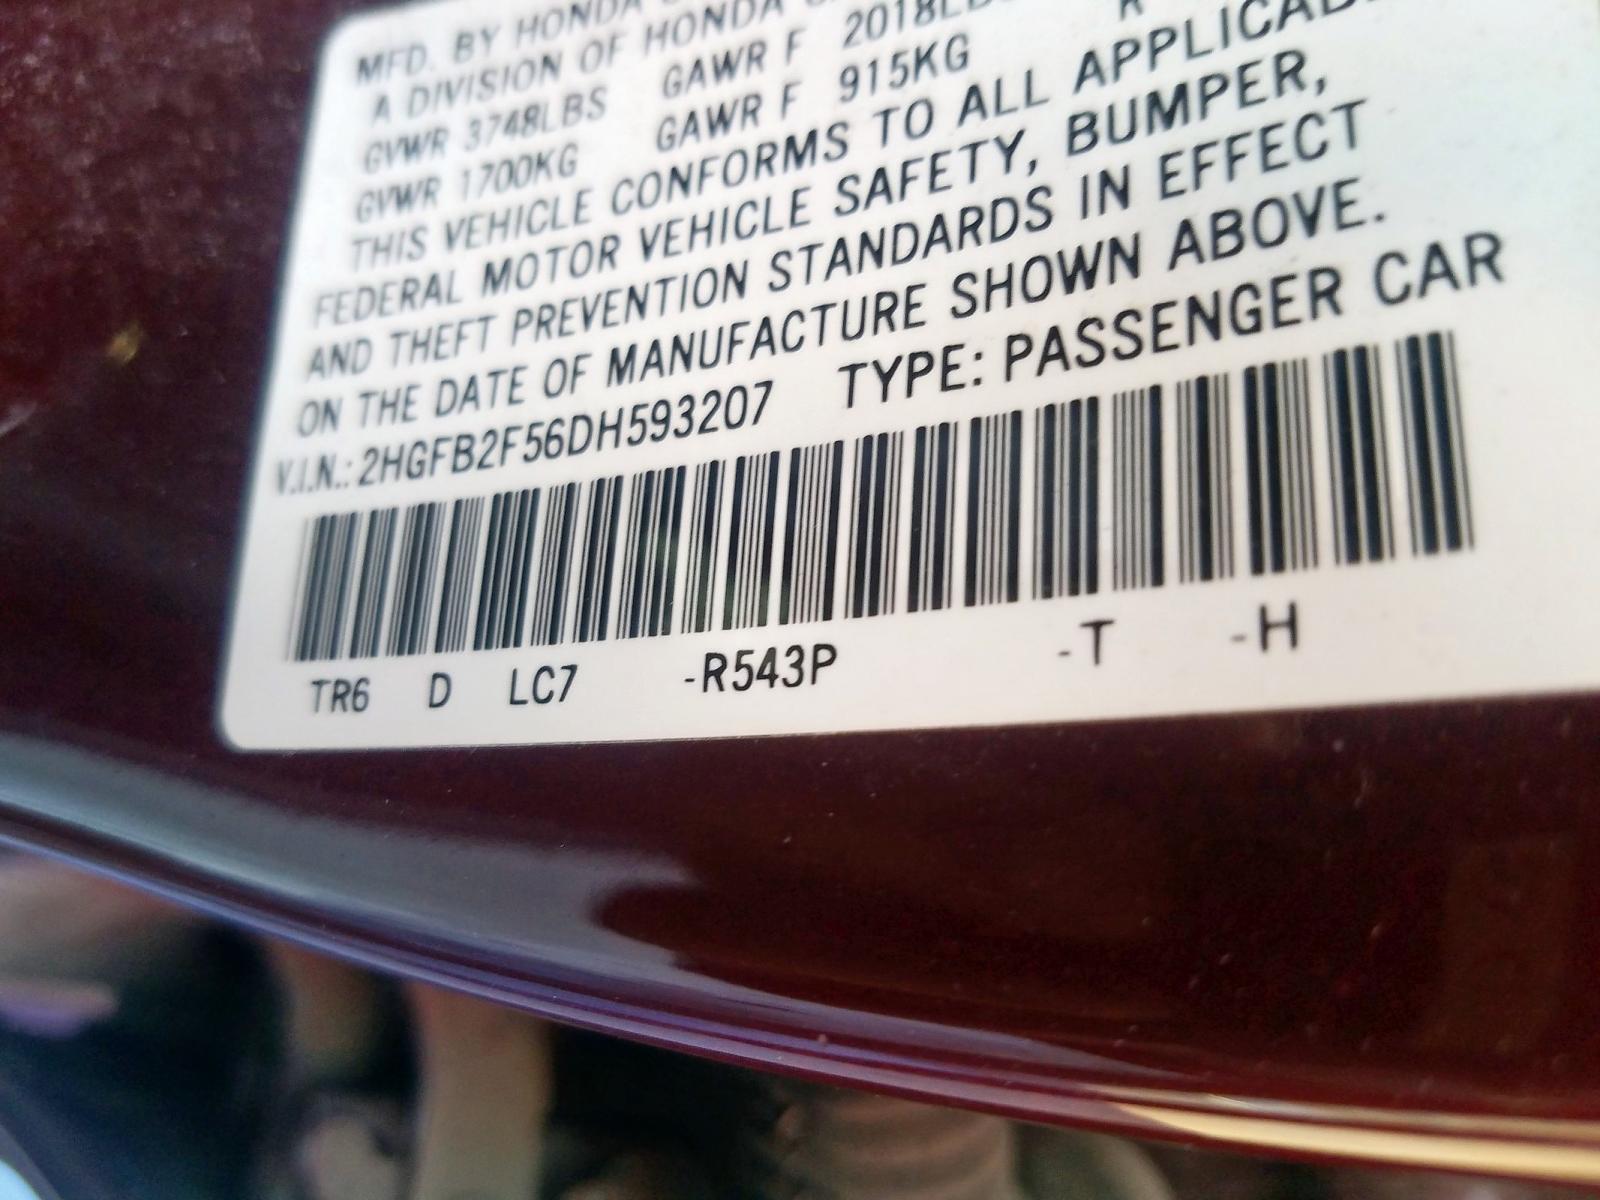 MFD. BY HONDA
A DIVISION OF HONDA
GVWR 3748LBS GAWR F 2018LBS
GVWR 1700KG GAWR F 915KG
THIS VEHICLE CONFORMS TO ALL APPLICAB
FEDERAL MOTOR VEHICLE SAFETY, BUMPER,
AND THEFT PREVENTION STANDARDS IN EFFECT
ON THE DATE OF MANUFACTURE SHOWN ABOVE.
V.I.N.: 2HGFB2F56DH593207 TYPE: PASSENGER CAR
TR6 D LC7 -R543P -T -H